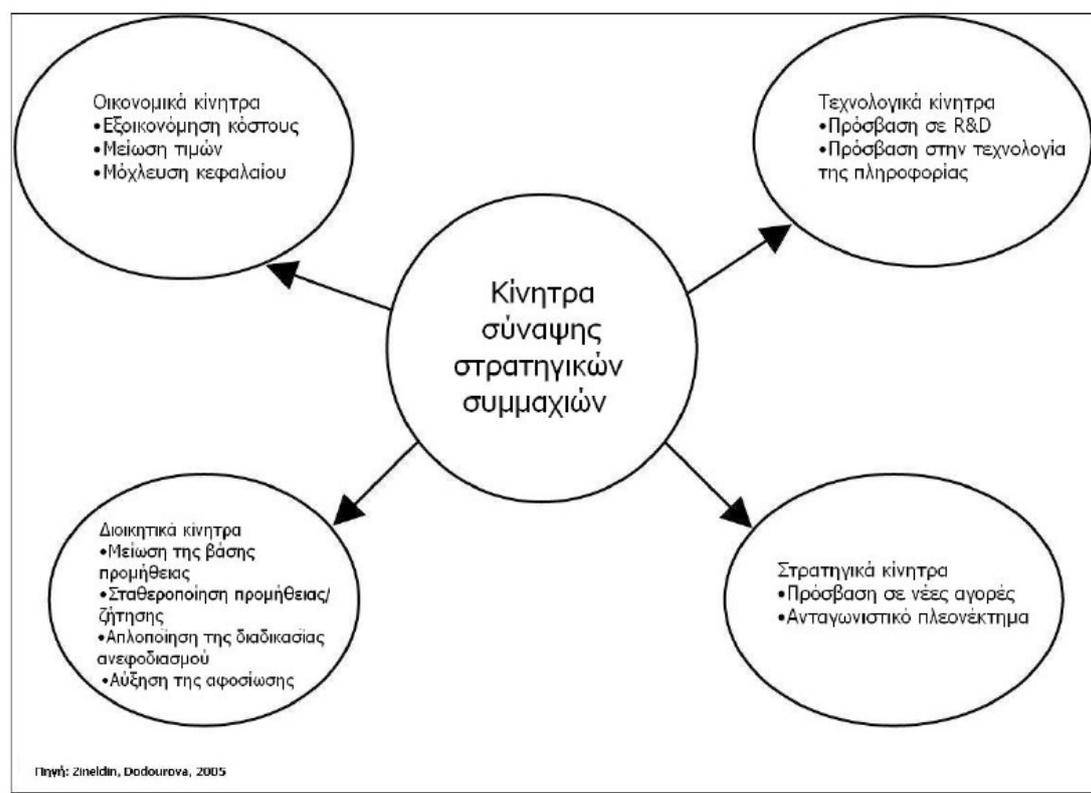 Οικονομικά κίνητρα
•Εξοικονόμηση κόστους
•Μείωση τιμών
•Μόχλευση κεφαλαίου
Τεχνολογικά κίνητρα
•Πρόσβαση σε R&D
•Πρόσβαση στην τεχνολογία
της πληροφορίας
Κίνητρα
σύναψης
στρατηγικών
συμμαχιών
Διοικητικά κίνητρα
•Μείωση της βάσης
προμήθειας
•Σταθεροποίηση προμήθειας/
ζήτησης
•Απλοποίηση της διαδικασίας
ανεφοδιασμού
•Αύξηση της αφοσίωσης
Στρατηγικά κίνητρα
•Πρόσβαση σε νέες αγορές
•Ανταγωνιστικό πλεονέκτημα
Πηγή: Zineldin, Dodourova, 2005